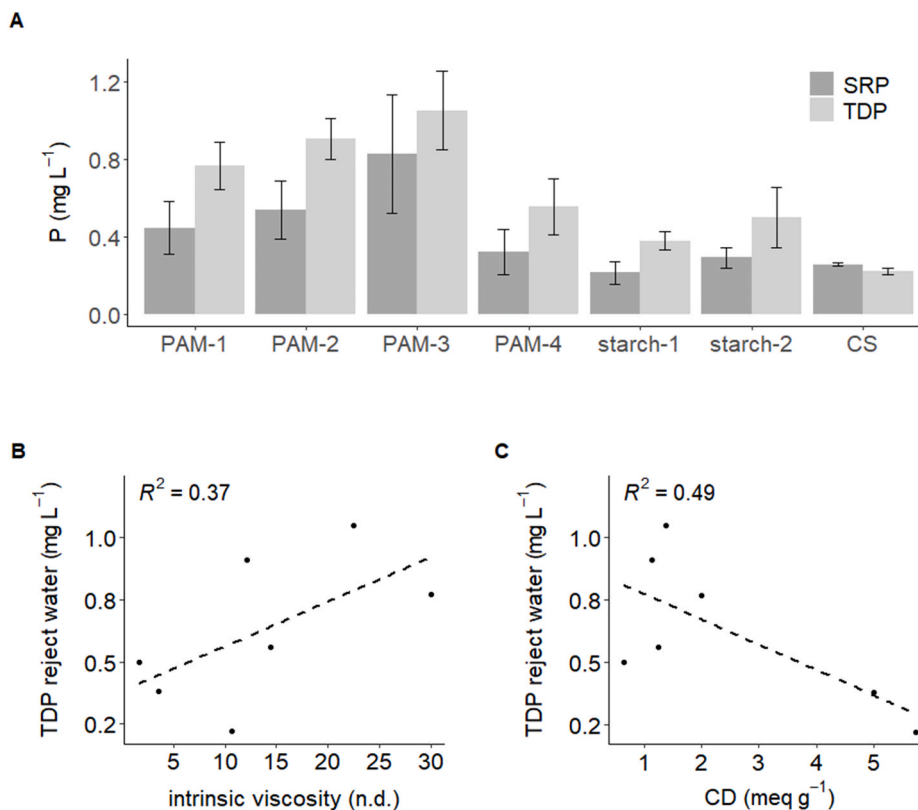 A
P (mg L⁻¹)
1.2
0.8
0.4
0.0
SRP
TDP
PAM-1 PAM-2 PAM-3 PAM-4 starch-1 starch-2 CS
B
TDP reject water (mg L⁻¹)
R² = 0.37
1.0
0.8
0.5
0.2
5 10 15 20 25 30
intrinsic viscosity (n.d.)
C
TDP reject water (mg L⁻¹)
R² = 0.49
1.0
0.8
0.5
0.2
1 2 3 4 5
CD (meq g⁻¹)